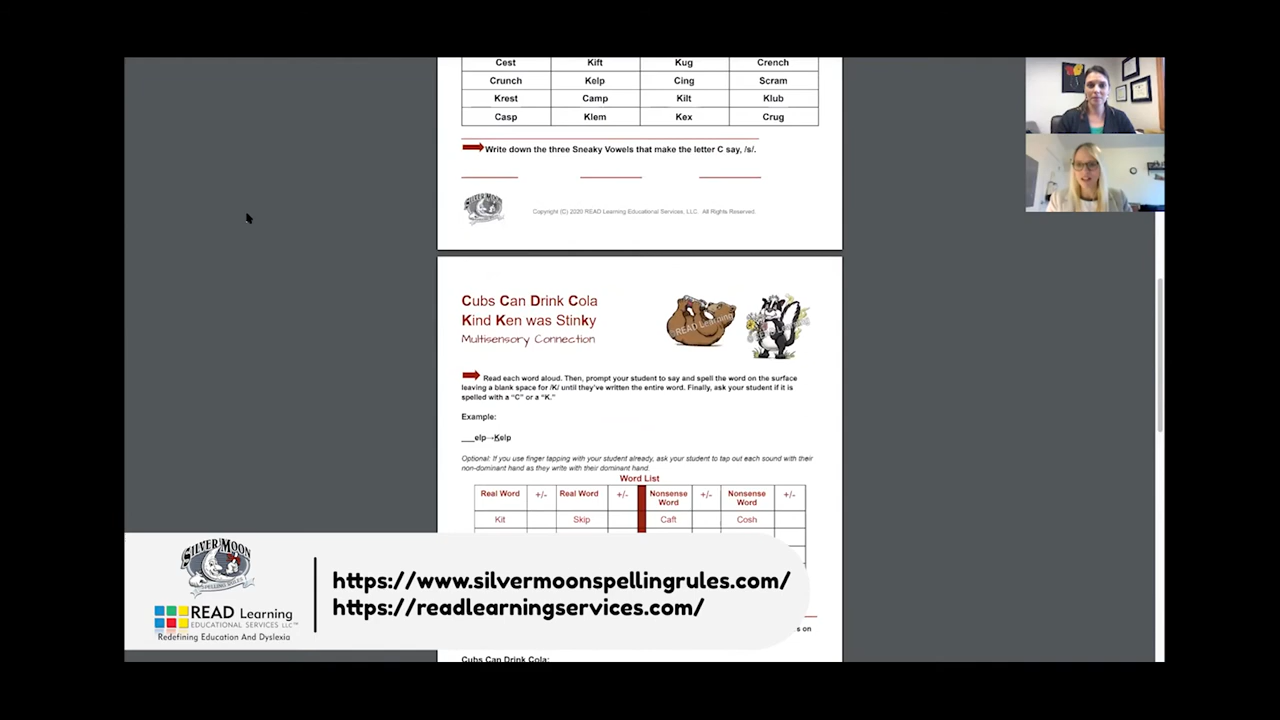 Cest Kift Kug Crench
Crunch Kelp Cing Scram
Krest Camp Kilt Klub
Casp Klem Kex Crug
Write down the three Sneaky Vowels that make the letter C say, /s/.
SILVER MOON
Copyright (C) 2020 READ Learning Educational Services, LLC. All Rights Reserved.
Cubs Can Drink Cola
Kind Ken was Stinky
Multisensory Connection
READ Learning
Read each word aloud. Then, prompt your student to say and spell the word on the surface
leaving a blank space for /K/ until they've written the entire word. Finally, ask your student if it is
spelled with a "C" or a "K."
Example:
___elp→Kelp
Optional: If you use finger tapping with your student already, ask your student to tap out each sound with their
non-dominant hand as they write with their dominant hand.
Word List
Real Word +/- Real Word +/- Nonsense Word +/- Nonsense Word +/-
Kit Skip Caft Cosh
SILVER MOON
SPELLING RULES
READ Learning
EDUCATIONAL SERVICES LLC™
Redefining Education And Dyslexia
https://www.silvermoonspellingrules.com/
https://readlearningservices.com/
s on
Cubs Can Drink Cola: